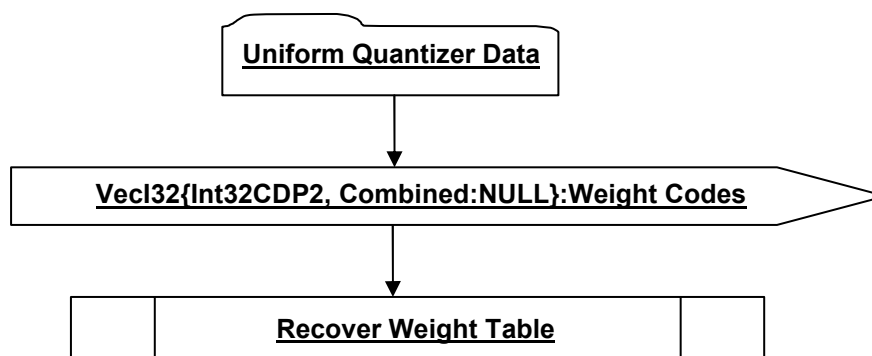 Uniform Quantizer Data
VecI32{Int32CDP2, Combined:NULL}:Weight Codes
Recover Weight Table